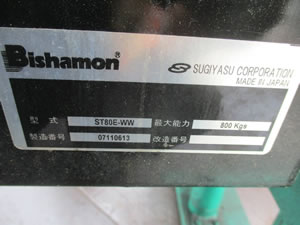 Bishamon®
SUGIYASU CORPORATION
MADE IN JAPAN
型式 ST80E-WW 最大能力 800 Kgs
製造番号 07110613 改造番号